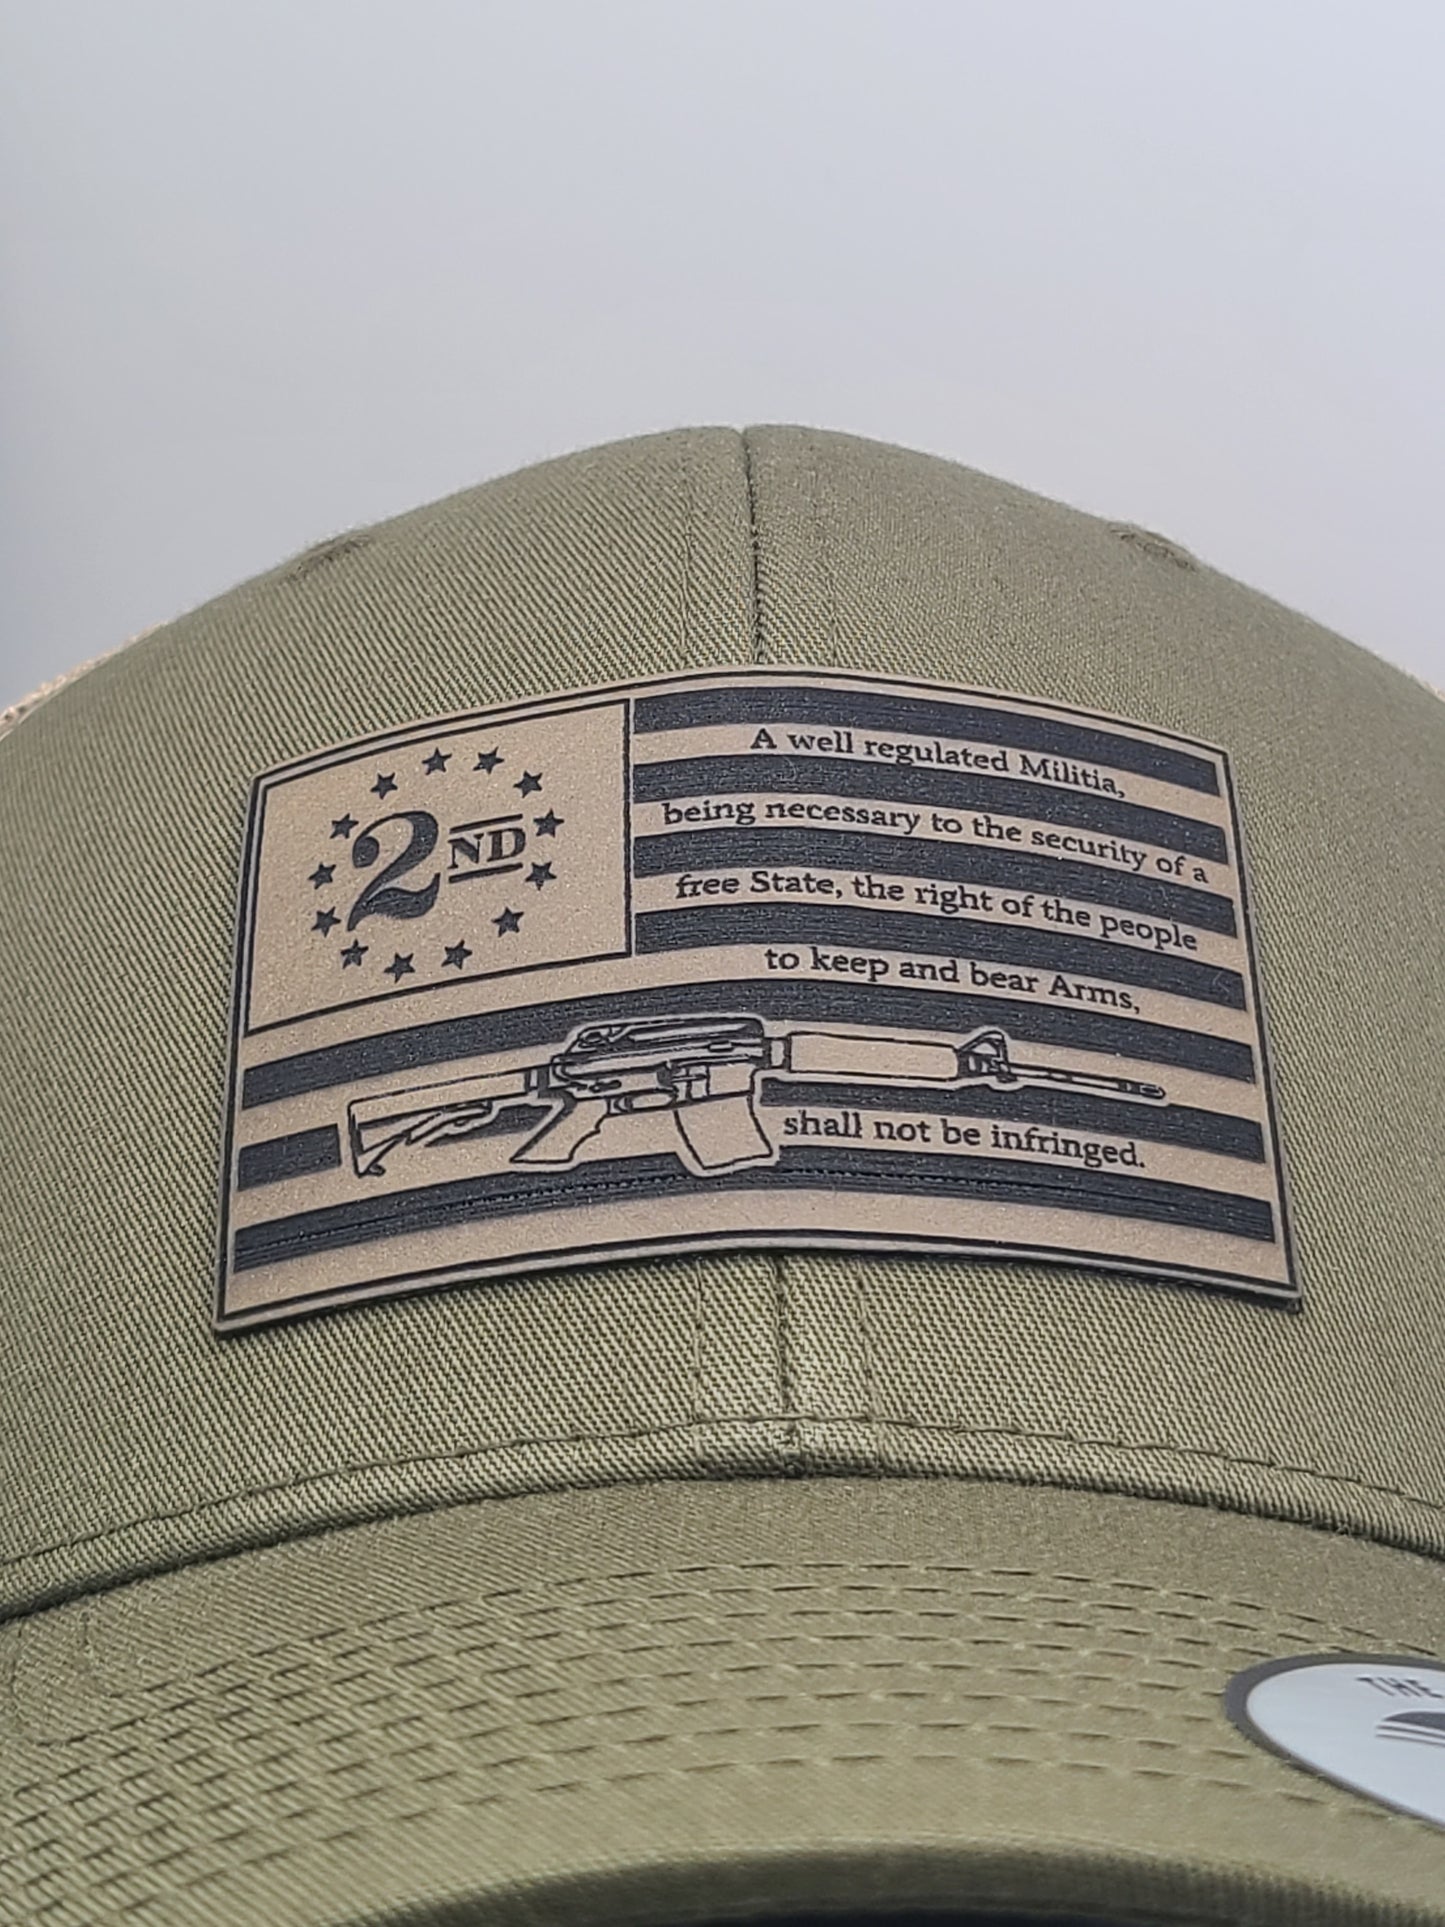 2ND
A well regulated Militia,
being necessary to the security of a
free State, the right of the people
to keep and bear Arms,
shall not be infringed.
THE